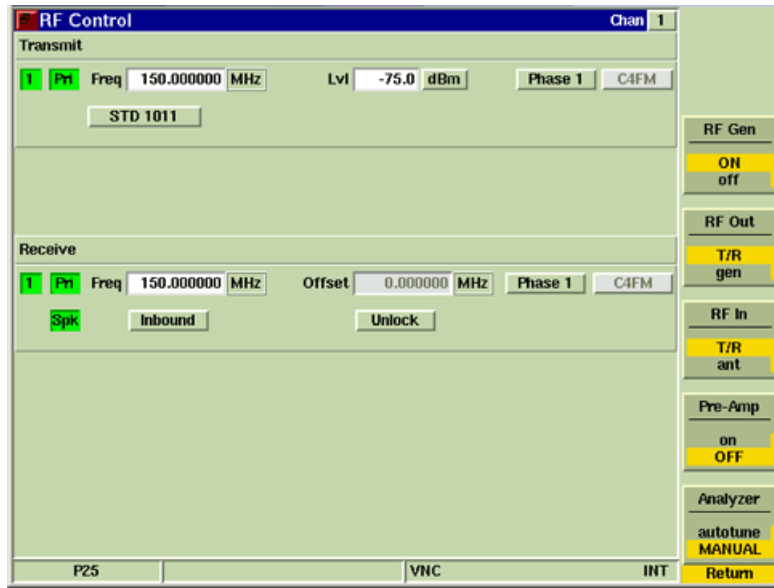 RF Control Chan 1
Transmit
1 Pri Freq 150.000000 MHz Lvl -75.0 dBm Phase 1 C4FM
STD 1011
Receive
1 Pri Freq 150.000000 MHz Offset 0.000000 MHz Phase 1 C4FM
Spk Inbound Unlock
RF Gen
ON
off
RF Out
T/R
gen
RF In
T/R
ant
Pre-Amp
on
OFF
Analyzer
autotune
MANUAL
Return
P25 VNC INT